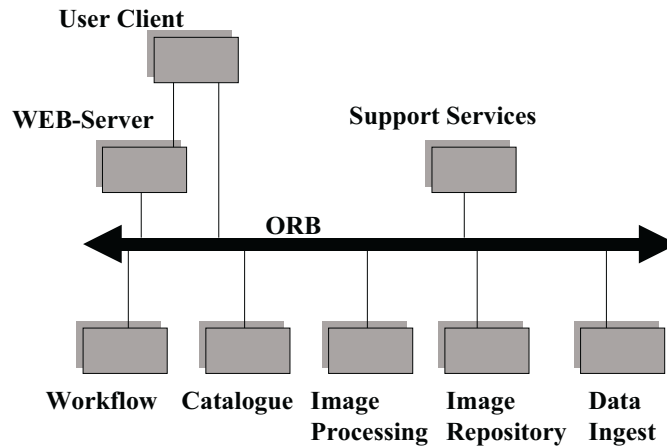 User Client
WEB-Server
Support Services
ORB
Workflow
Catalogue
Image
Processing
Image
Repository
Data
Ingest